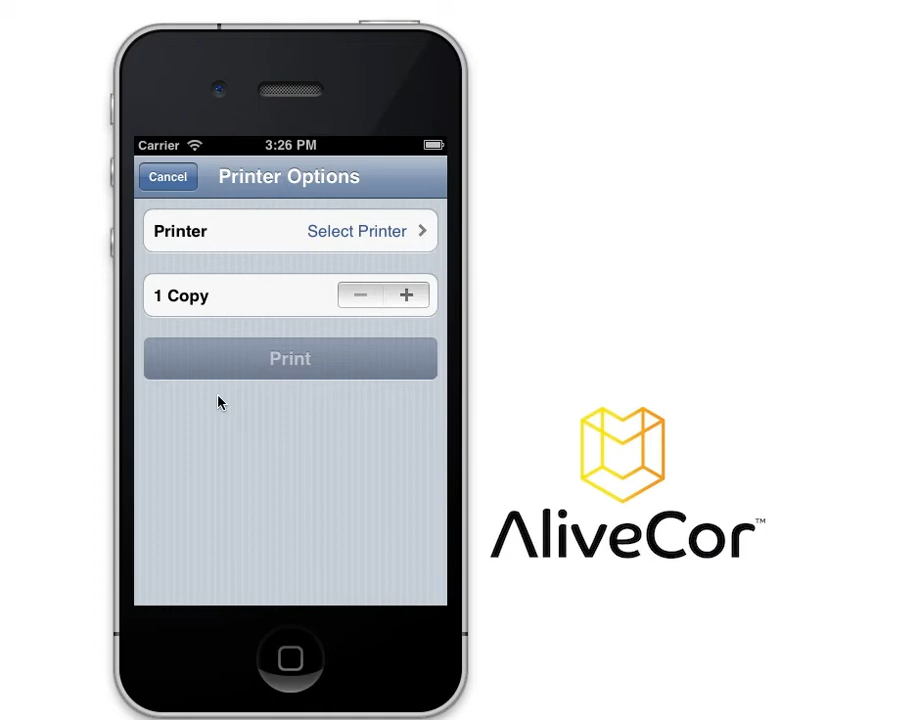 Carrier 3:26 PM
Cancel Printer Options
Printer Select Printer
1 Copy − +
Print
AliveCor™